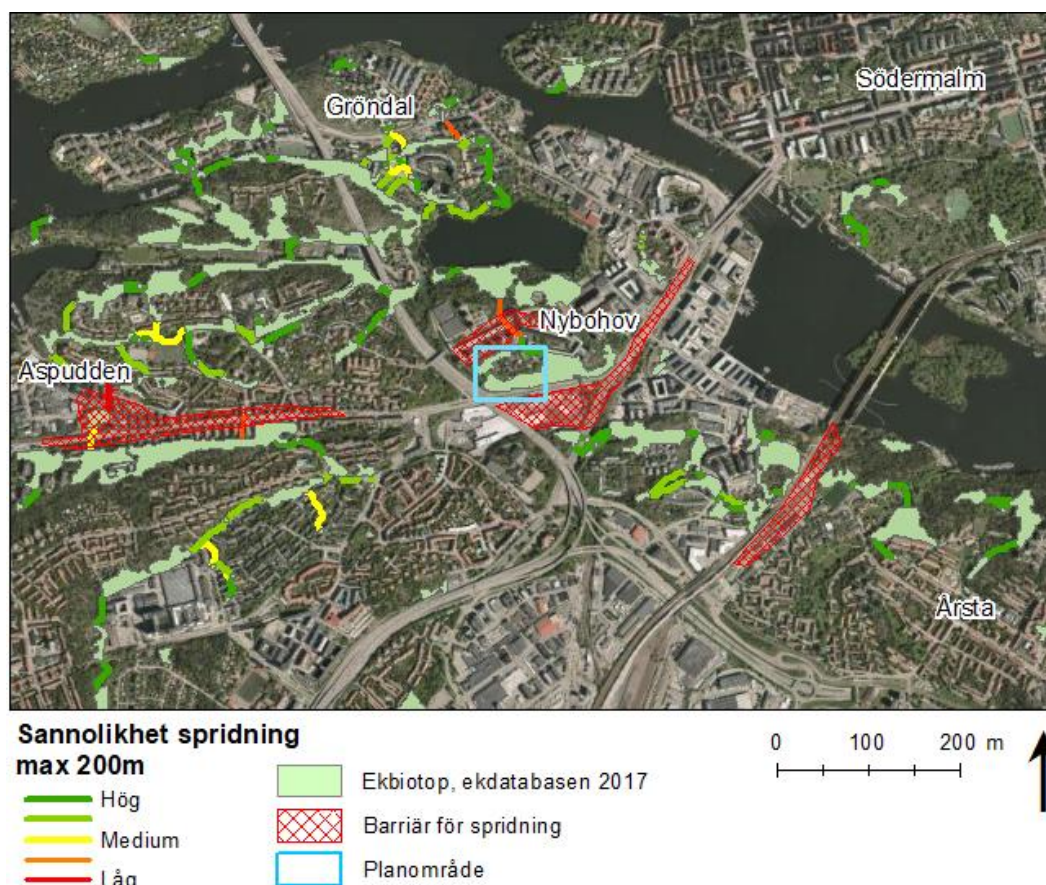 Gröndal
Södermalm
Nybohov
Aspudden
Årsta
Sannolikhet spridning
max 200m
Hög
Medium
Låg
Ekbiotop, ekdatabasen 2017
Barriär för spridning
Planområde
0 100 200 m